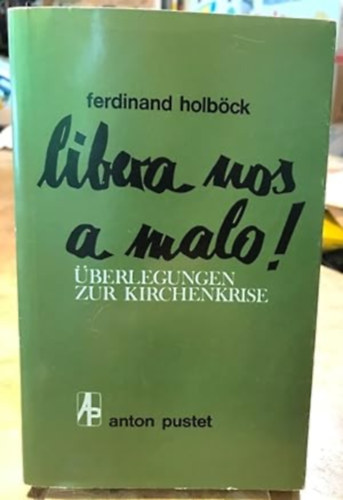 ferdinand holböck
libera nos
a malo!
ÜBERLEGUNGEN
ZUR KIRCHENKRISE
AP anton pustet